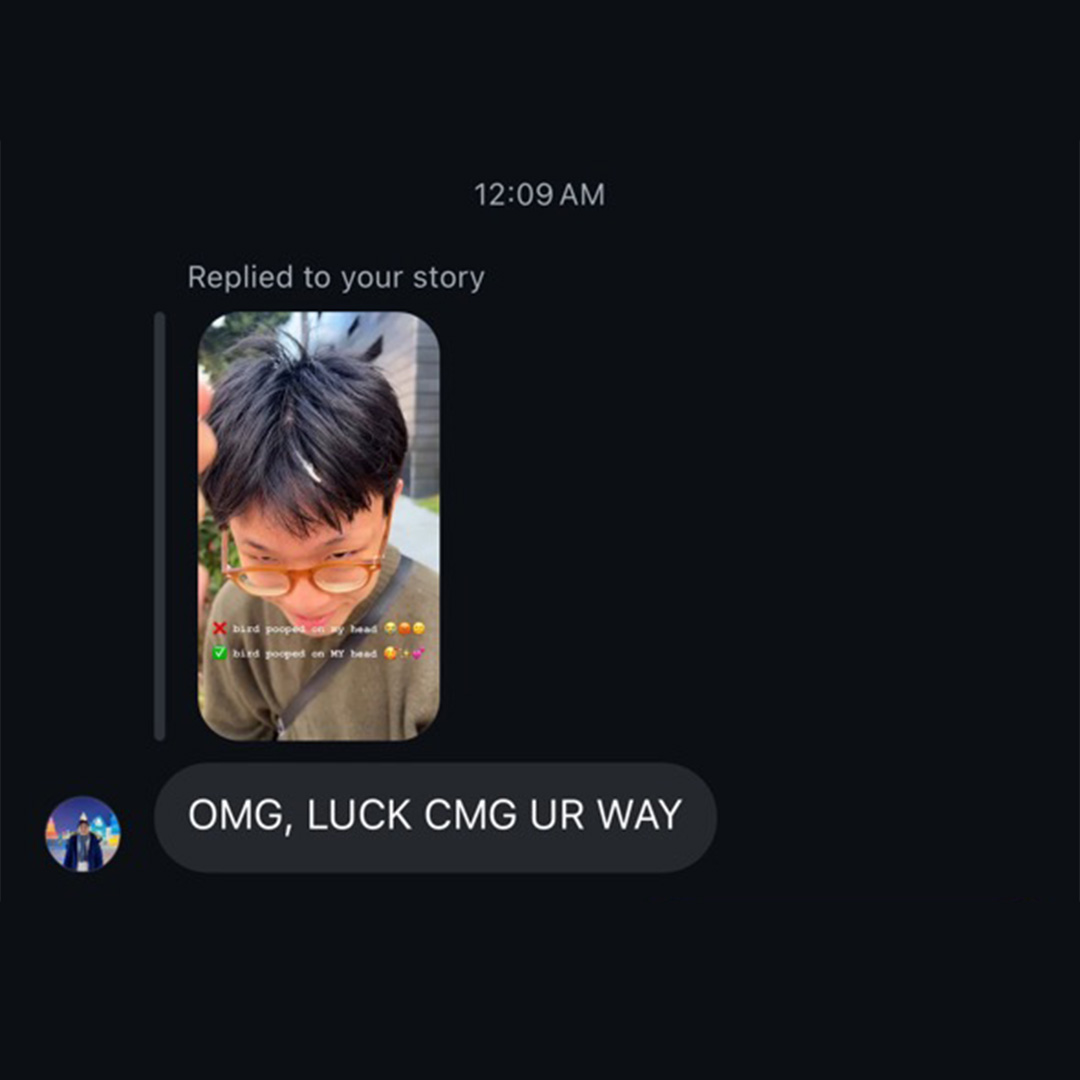 12:09 AM
Replied to your story
❌ bird pooped on my head 😭😡😕
✅ bird pooped on MY head 🥰✨💞
OMG, LUCK CMG UR WAY